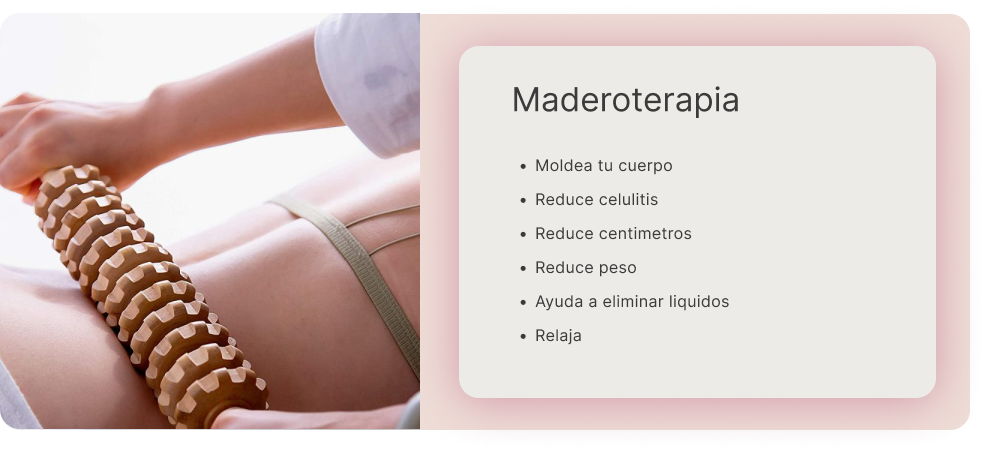 Maderoterapia
• Moldea tu cuerpo
• Reduce celulitis
• Reduce centimetros
• Reduce peso
• Ayuda a eliminar liquidos
• Relaja